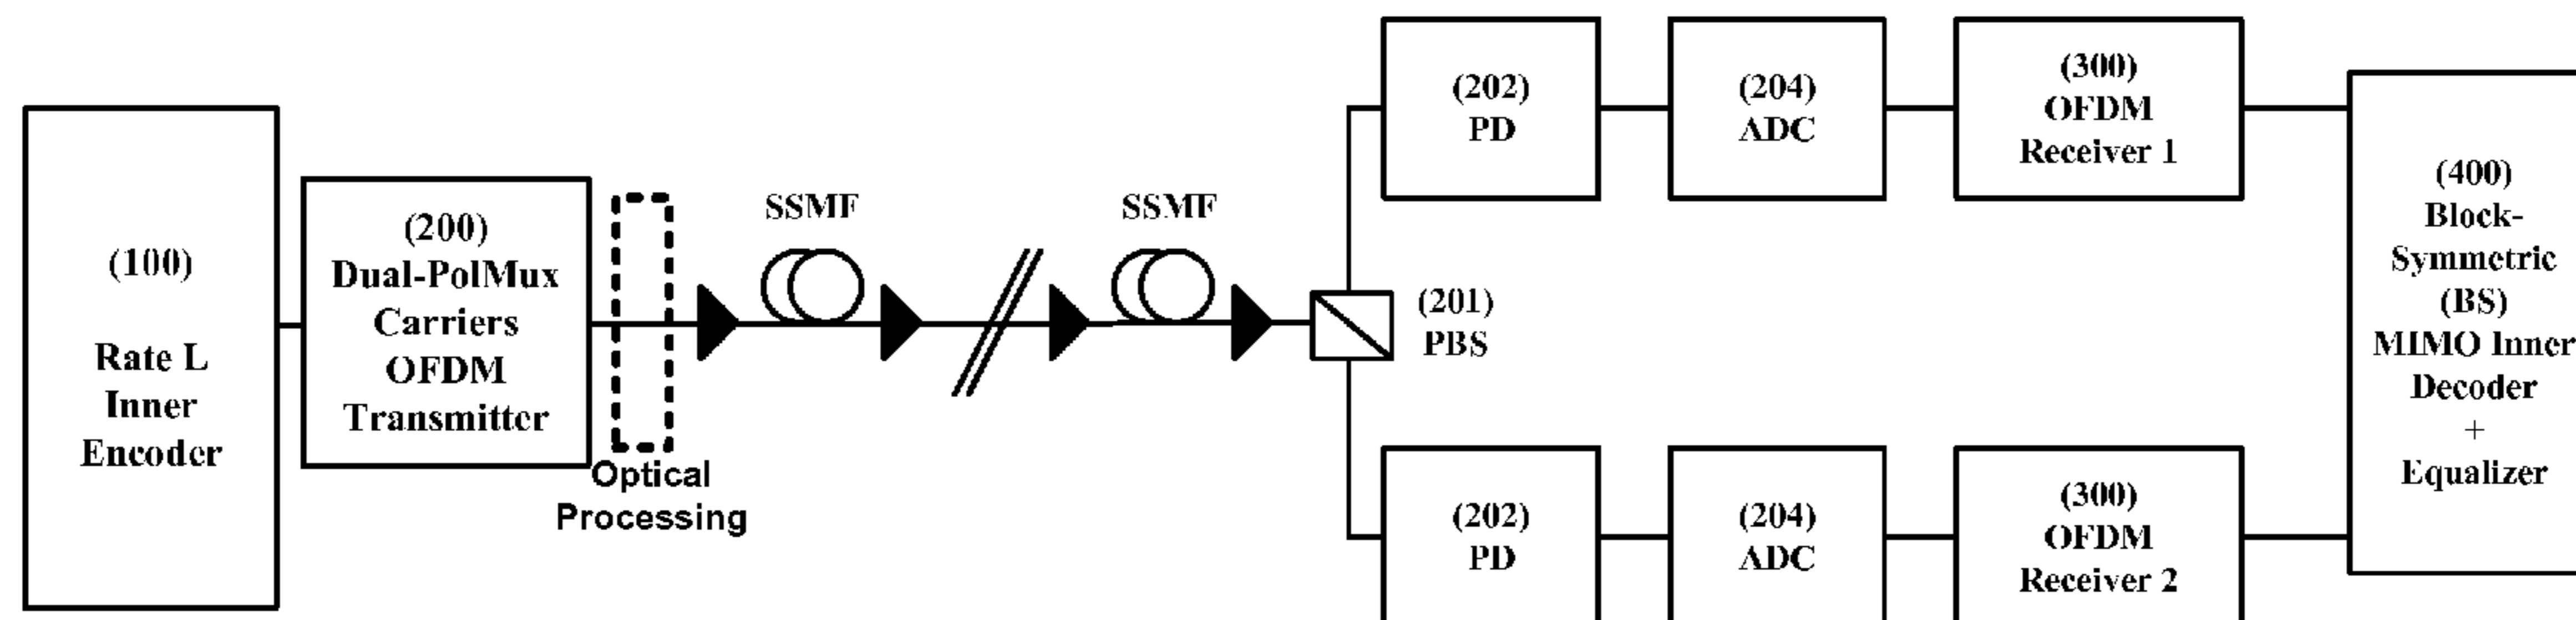 (100)
Rate L
Inner
Encoder
(200)
Dual-PolMux
Carriers
OFDM
Transmitter
Optical
Processing
SSMF
SSMF
(201)
PBS
(202)
PD
(204)
ADC
(300)
OFDM
Receiver 1
(202)
PD
(204)
ADC
(300)
OFDM
Receiver 2
(400)
Block-
Symmetric
(BS)
MIMO Inner
Decoder
+
Equalizer